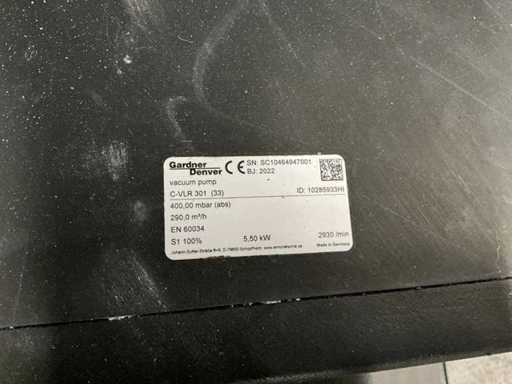 Gardner
Denver
CE
SN: SC10464947001
BJ: 2022
vacuum pump
C-VLR 301 (33)
ID: 10285933HI
400,00 mbar (abs)
290,0 m³/h
EN 60034
S1 100%
5,50 kW
2930 /min
Made in Germany